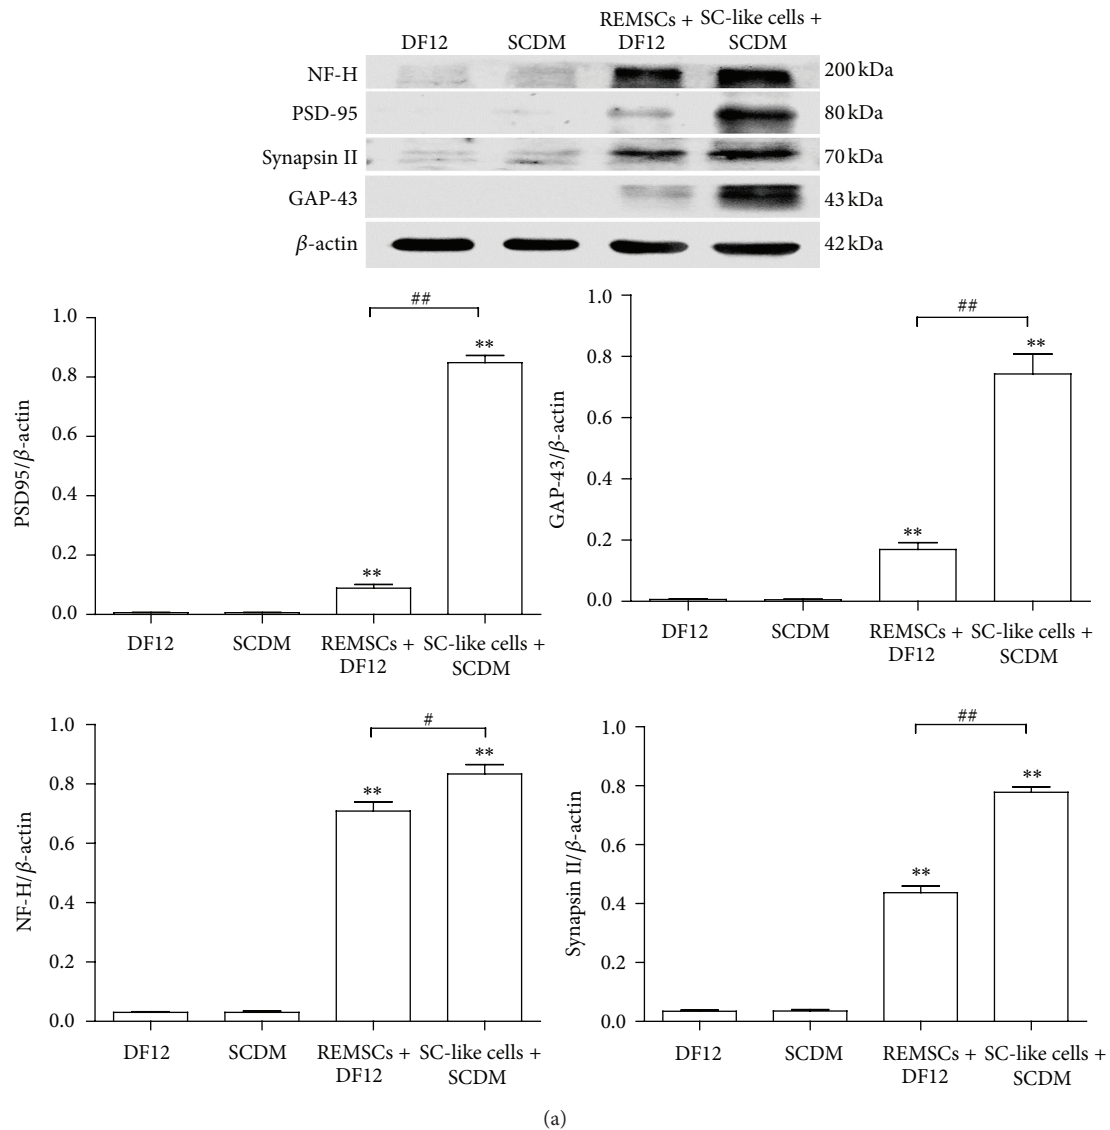 REMSCs + SC-like cells +
DF12 SCDM DF12 SCDM
NF-H 200 kDa
PSD-95 80 kDa
Synapsin II 70 kDa
GAP-43 43 kDa
β-actin 42 kDa
##
**
**
1.0
0.8
0.6
0.4
0.2
0.0
PSD95/β-actin
DF12 SCDM REMSCs + SC-like cells +
DF12 SCDM
##
**
**
1.0
0.8
0.6
0.4
0.2
0.0
GAP-43/β-actin
DF12 SCDM REMSCs + SC-like cells +
DF12 SCDM
#
**
**
1.0
0.8
0.6
0.4
0.2
0.0
NF-H/β-actin
DF12 SCDM REMSCs + SC-like cells +
DF12 SCDM
##
**
**
1.0
0.8
0.6
0.4
0.2
0.0
Synapsin II/β-actin
DF12 SCDM REMSCs + SC-like cells +
DF12 SCDM
(a)